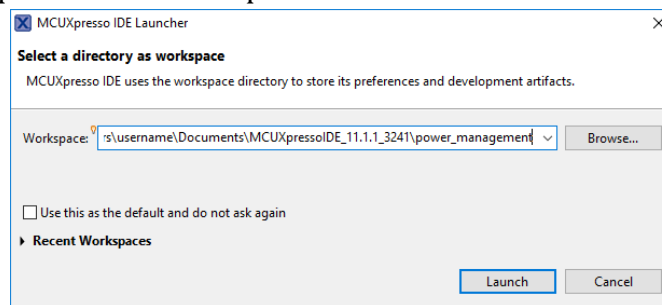 MCUXpresso IDE Launcher
Select a directory as workspace
MCUXpresso IDE uses the workspace directory to store its preferences and development artifacts.
Workspace: rs\username\Documents\MCUXpressoIDE_11.1.1_3241\power_management Browse...
Use this as the default and do not ask again
Recent Workspaces
Launch Cancel